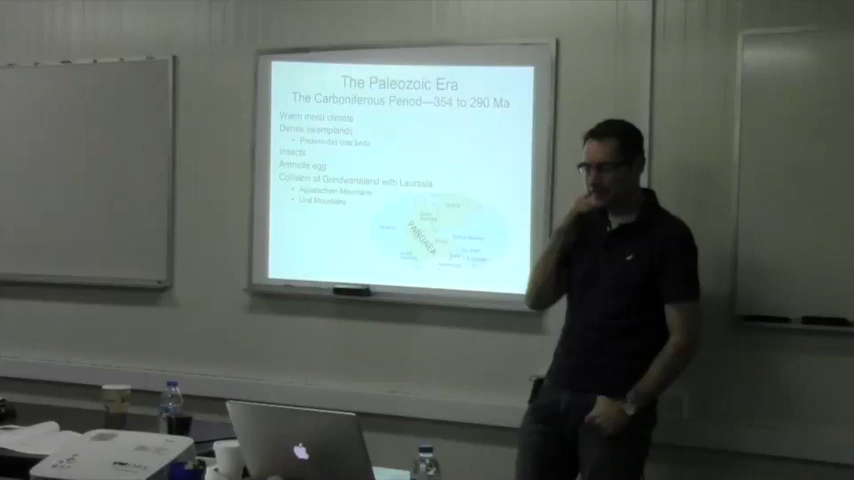 The Paleozoic Era
The Carboniferous Period—354 to 290 Ma
Warm moist climate
Dense swamplands
• Present-day coal beds
Insects
Amniote egg
Collision of Gondwanaland with Laurasia
• Appalachian Mountains
• Ural Mountains
PANGAEA